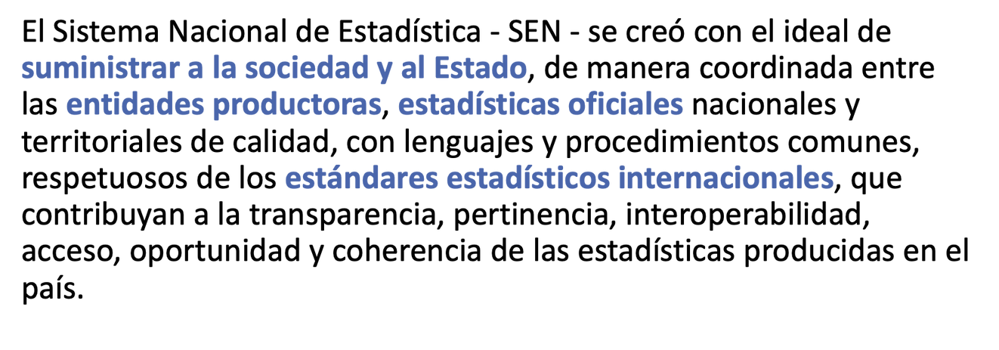 El Sistema Nacional de Estadística - SEN - se creó con el ideal de
suministrar a la sociedad y al Estado, de manera coordinada entre
las entidades productoras, estadísticas oficiales nacionales y
territoriales de calidad, con lenguajes y procedimientos comunes,
respetuosos de los estándares estadísticos internacionales, que
contribuyan a la transparencia, pertinencia, interoperabilidad,
acceso, oportunidad y coherencia de las estadísticas producidas en el
país.